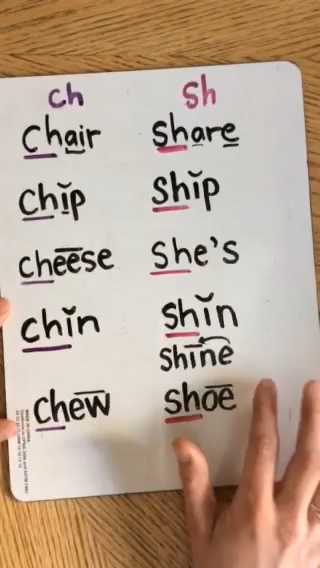 ch sh
chair share
chip ship
cheese she's
chin shin
shine
chew shoe